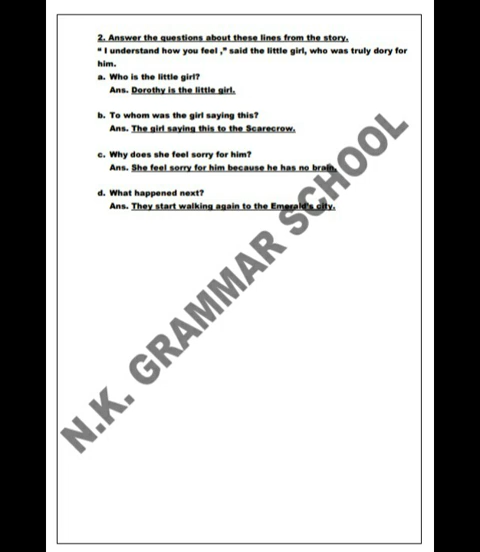 2. Answer the questions about these lines from the story.
" I understand how you feel ," said the little girl, who was truly dory for
him.
a. Who is the little girl?
Ans. Dorothy is the little girl.
b. To whom was the girl saying this?
Ans. The girl saying this to the Scarecrow.
c. Why does she feel sorry for him?
Ans. She feel sorry for him because he has no brain.
d. What happened next?
Ans. They start walking again to the Emerald's city.
N.K. GRAMMAR SCHOOL